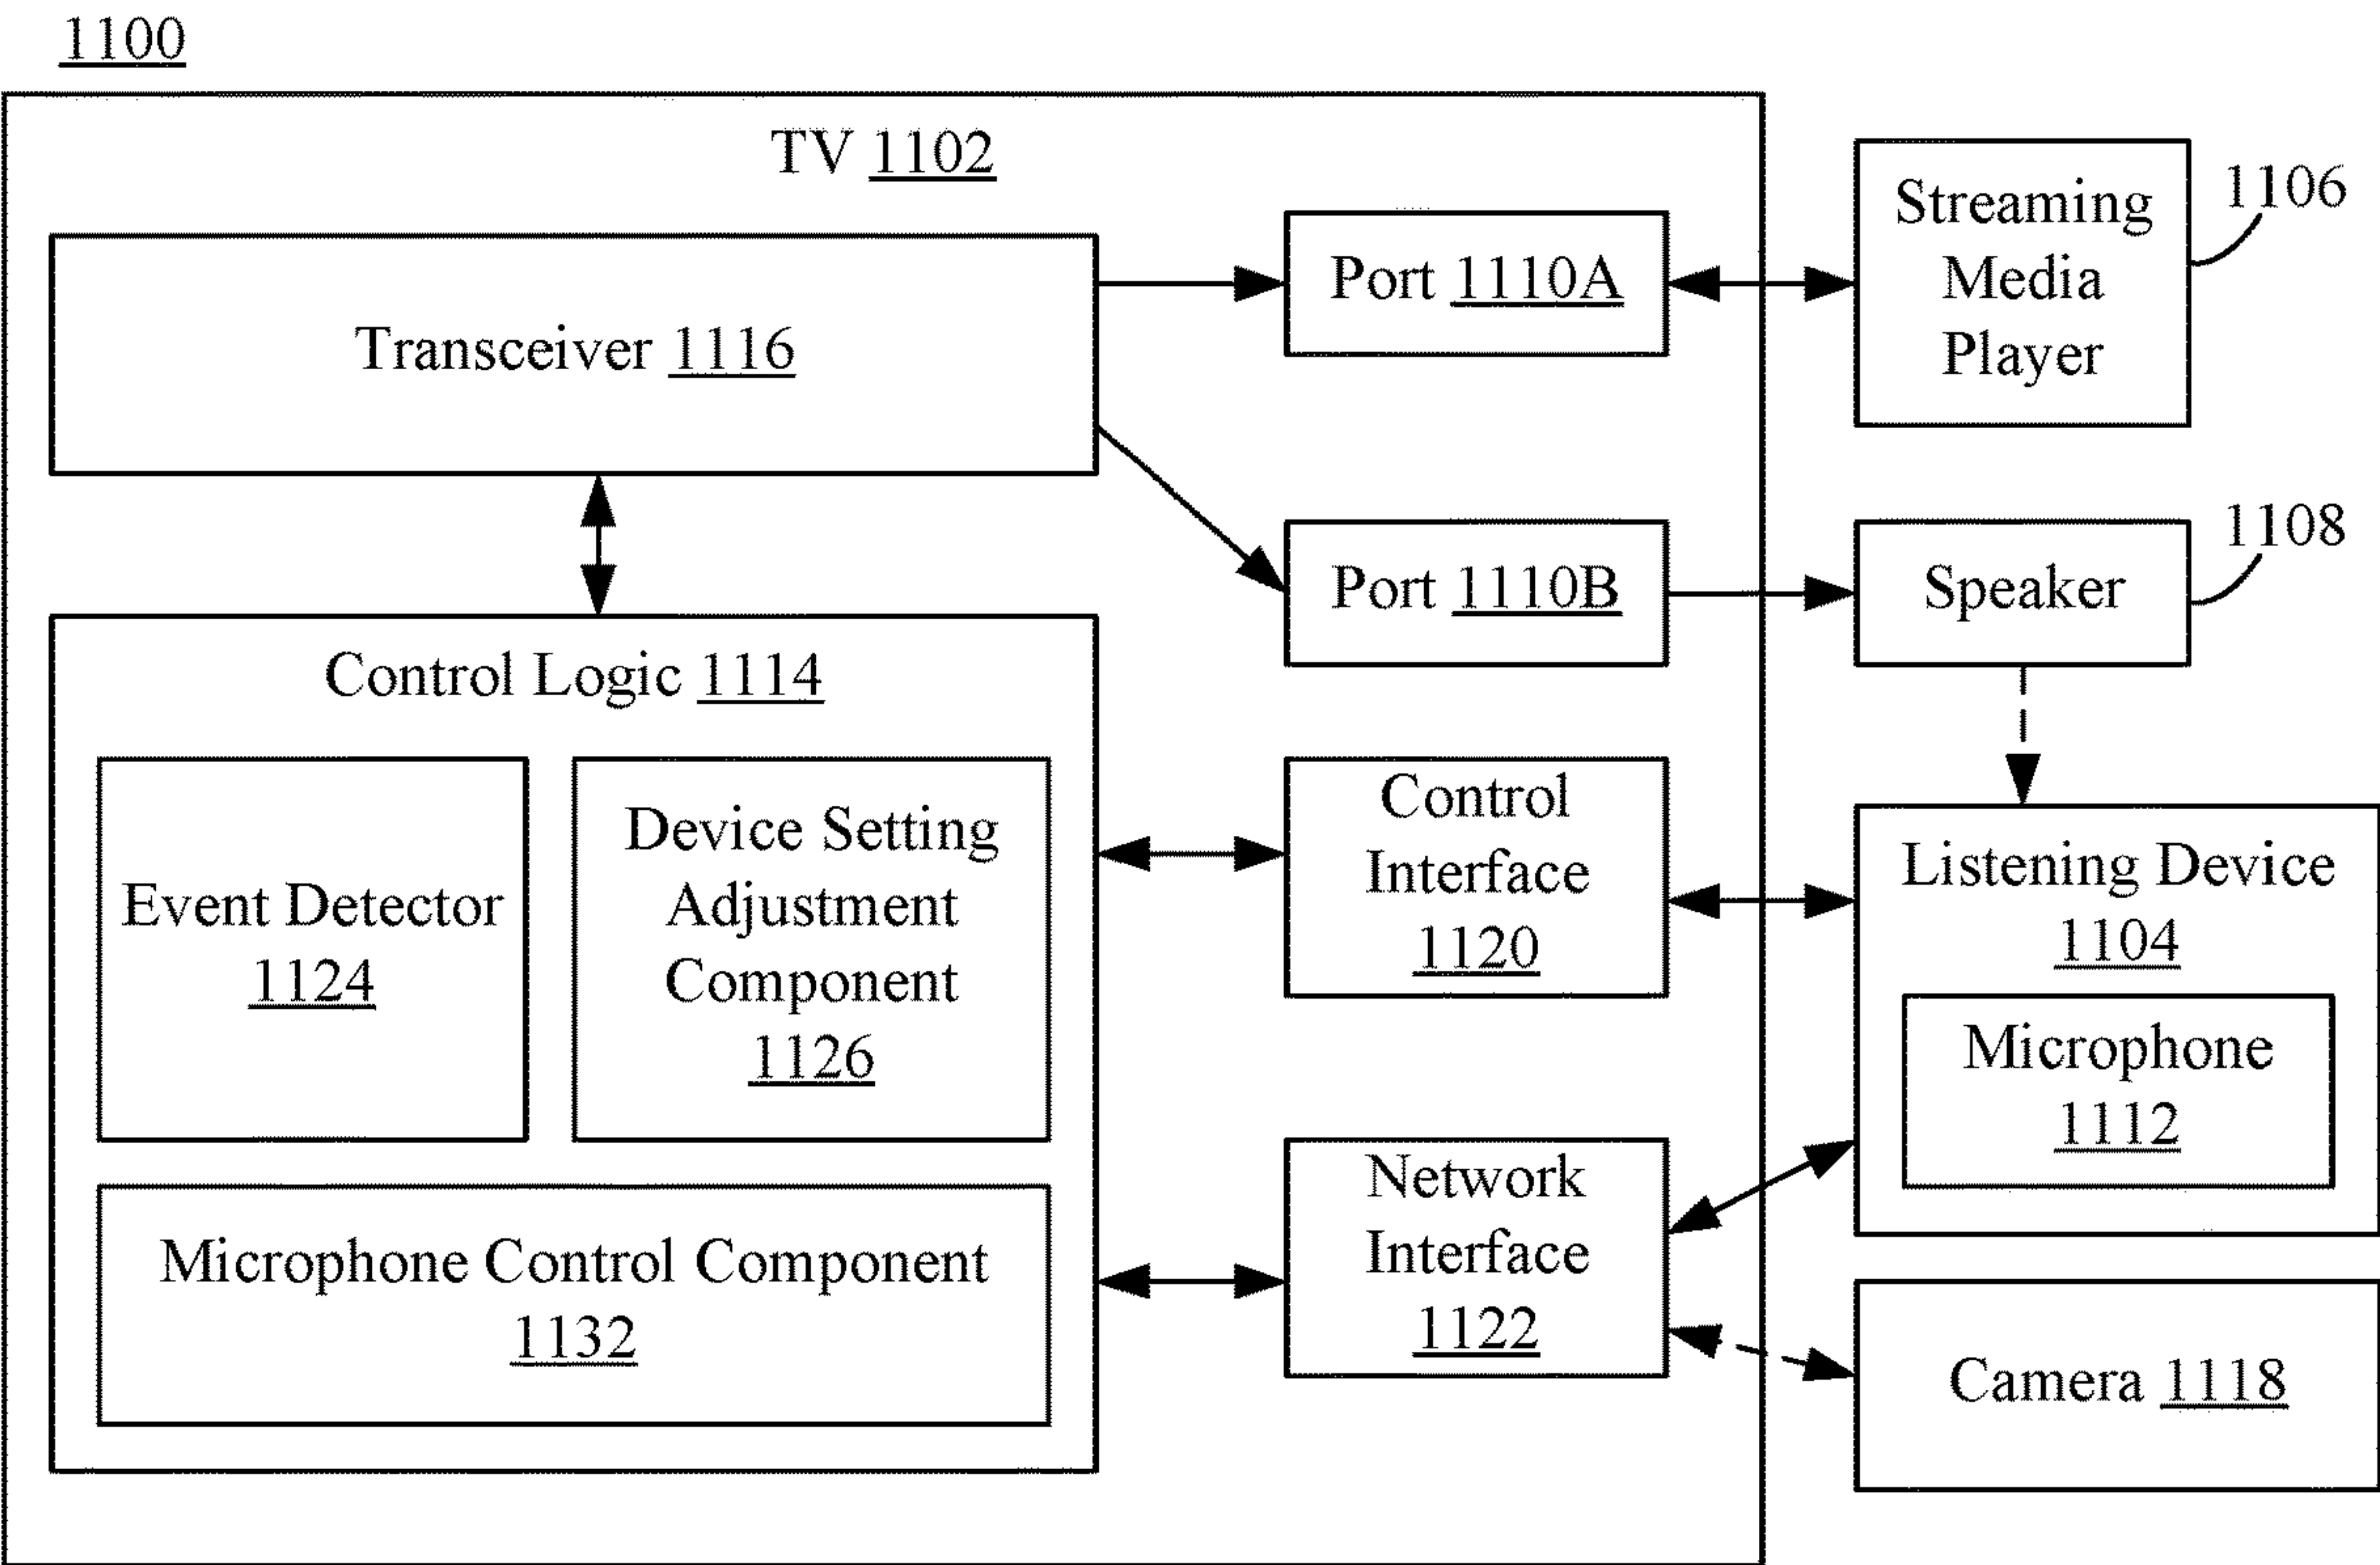 1100
TV 1102
Transceiver 1116
Port 1110A
Streaming
Media
Player
1106
Port 1110B
Speaker
1108
Control Logic 1114
Event Detector
1124
Device Setting
Adjustment
Component
1126
Microphone Control Component
1132
Control
Interface
1120
Network
Interface
1122
Listening Device
1104
Microphone
1112
Camera 1118